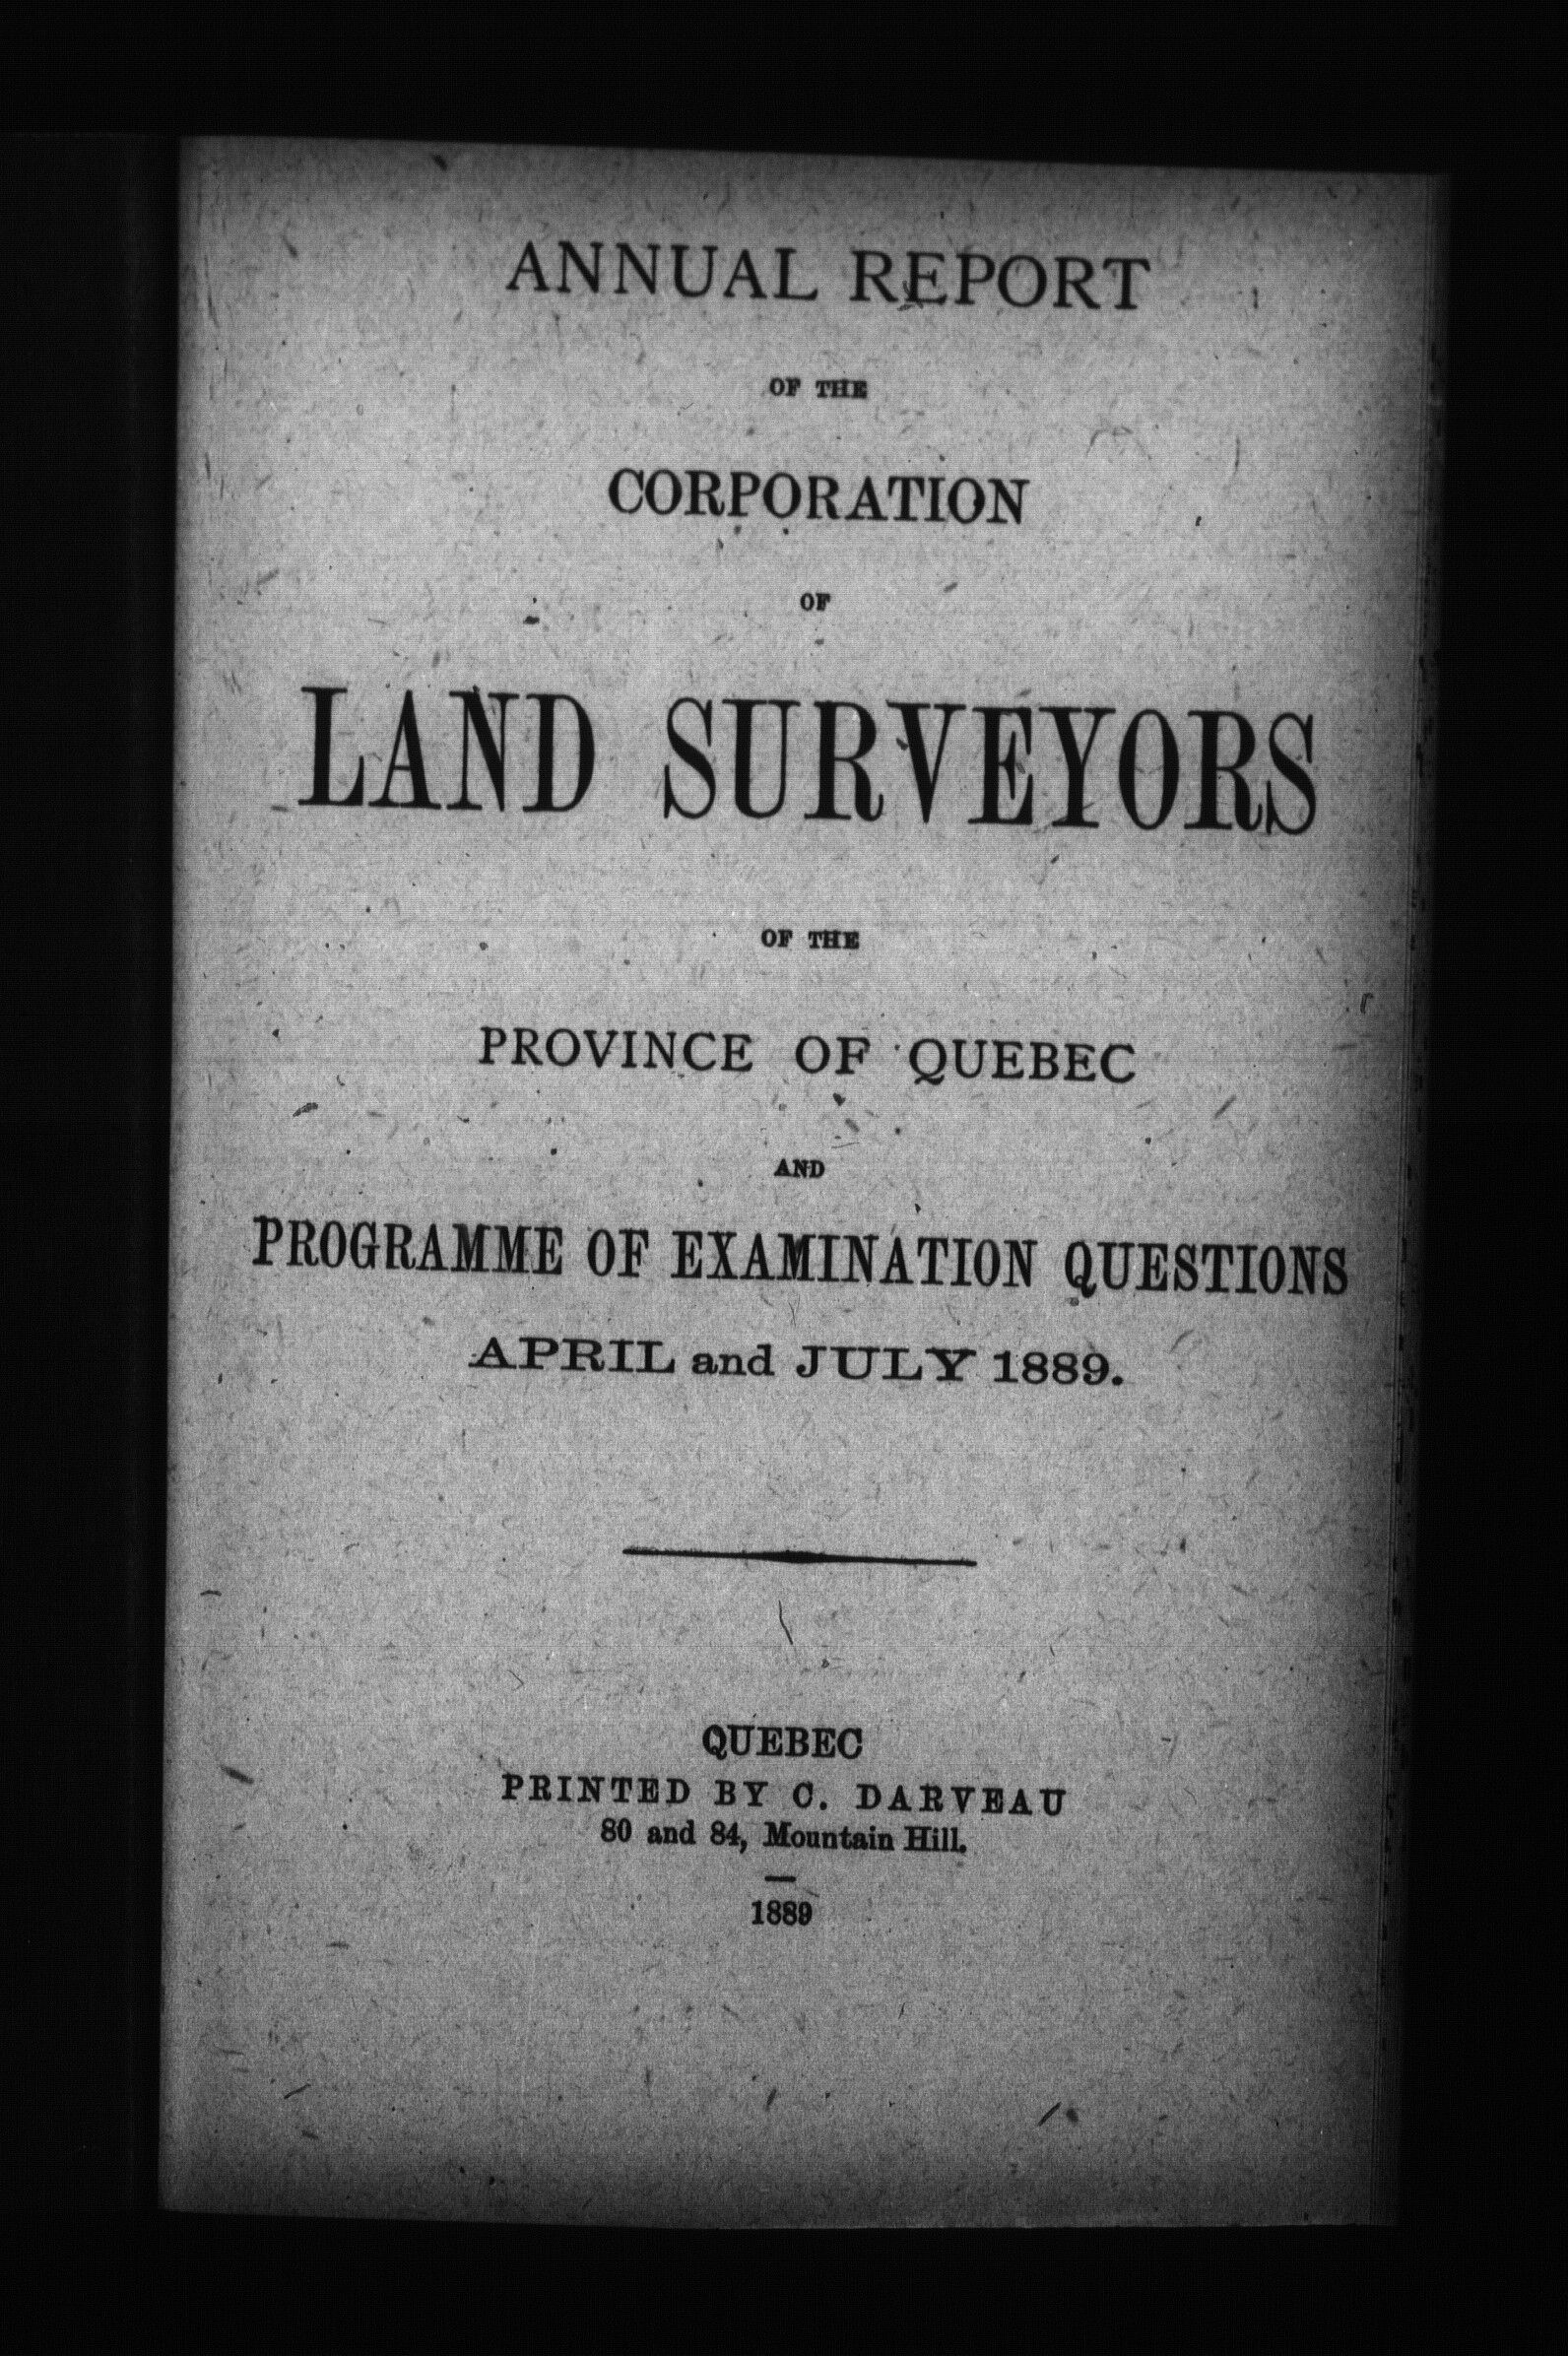 ANNUAL REPORT
OF THE
CORPORATION
OF
LAND SURVEYORS
OF THE
PROVINCE OF QUEBEC
AND
PROGRAMME OF EXAMINATION QUESTIONS
APRIL and JULY 1889.
QUEBEC
PRINTED BY C. DARVEAU
80 and 84, Mountain Hill.
1889